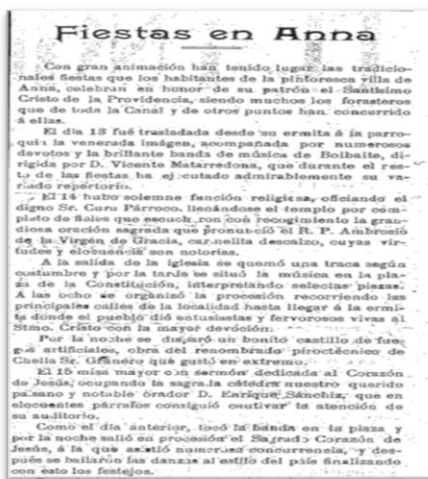 Fiestas en Anna
Con gran animación han tenido lugar las tradicio-
nales fiestas que los habitantes de la pintoresca villa de
Anna, celebran en honor de su patrón el Santísimo
Cristo de la Providencia, siendo muchos los forasteros
que de toda la Canal y de otros puntos han concurrido
á ellas.
El día 13 fué trasladada desde su ermita á la parro-
quia la venerada imágen, acompañada por numerosos
devotos y la brillante banda de música de Bolbaite, di-
rigida por D. Vicente Matarredona, que durante el res-
to de las fiestas ha ejecutado admirablemente su va-
riado repertorio.
El 14 hubo solemne función religiosa, oficiando el
digno Sr. Cura Párroco, llenándose el templo por com-
pleto de fieles que escucharon con recogimiento la gran-
diosa oración sagrada que pronunció el R. P. Ambrosio
de la Virgén de Gracia, carmelita descalzo, cuyas vir-
tudes y elocuencia son notorias.
A la salida de la iglesia se quemó una traca según
costumbre y por la tarde se situó la música en la pla-
za de la Constitución, interpretando selectas piezas.
A las ocho se organizó la procesión recorriendo las
principales calles de la localidad hasta llegar á la ermi-
ta donde el pueblo dió entusiastas y fervorosos vivas al
Stmo. Cristo con la mayor devoción.
Por la noche se disparó un bonito castillo de fue-
gos artificiales, obra del renombrado pirotécnico de
Chella Sr. Granero que gustó en extremo.
El 15 misa mayor con sermón dedicada al Corazón
de Jesús, ocupando la sagrada cátedra nuestro querido
paisano y notable orador D. Enrique Sánchiz, que en
elocuentes párrafos consiguió cautivar la atención de
su auditorio.
Como el día anterior, tocó la banda en la plaza y
por la noche salió en procesión el Sagrado Corazón de
Jesús, á la que asistió numerosa concurrencia, y des-
pués se bailarón las danzas al estilo del país finalizando
con esto los festejos.